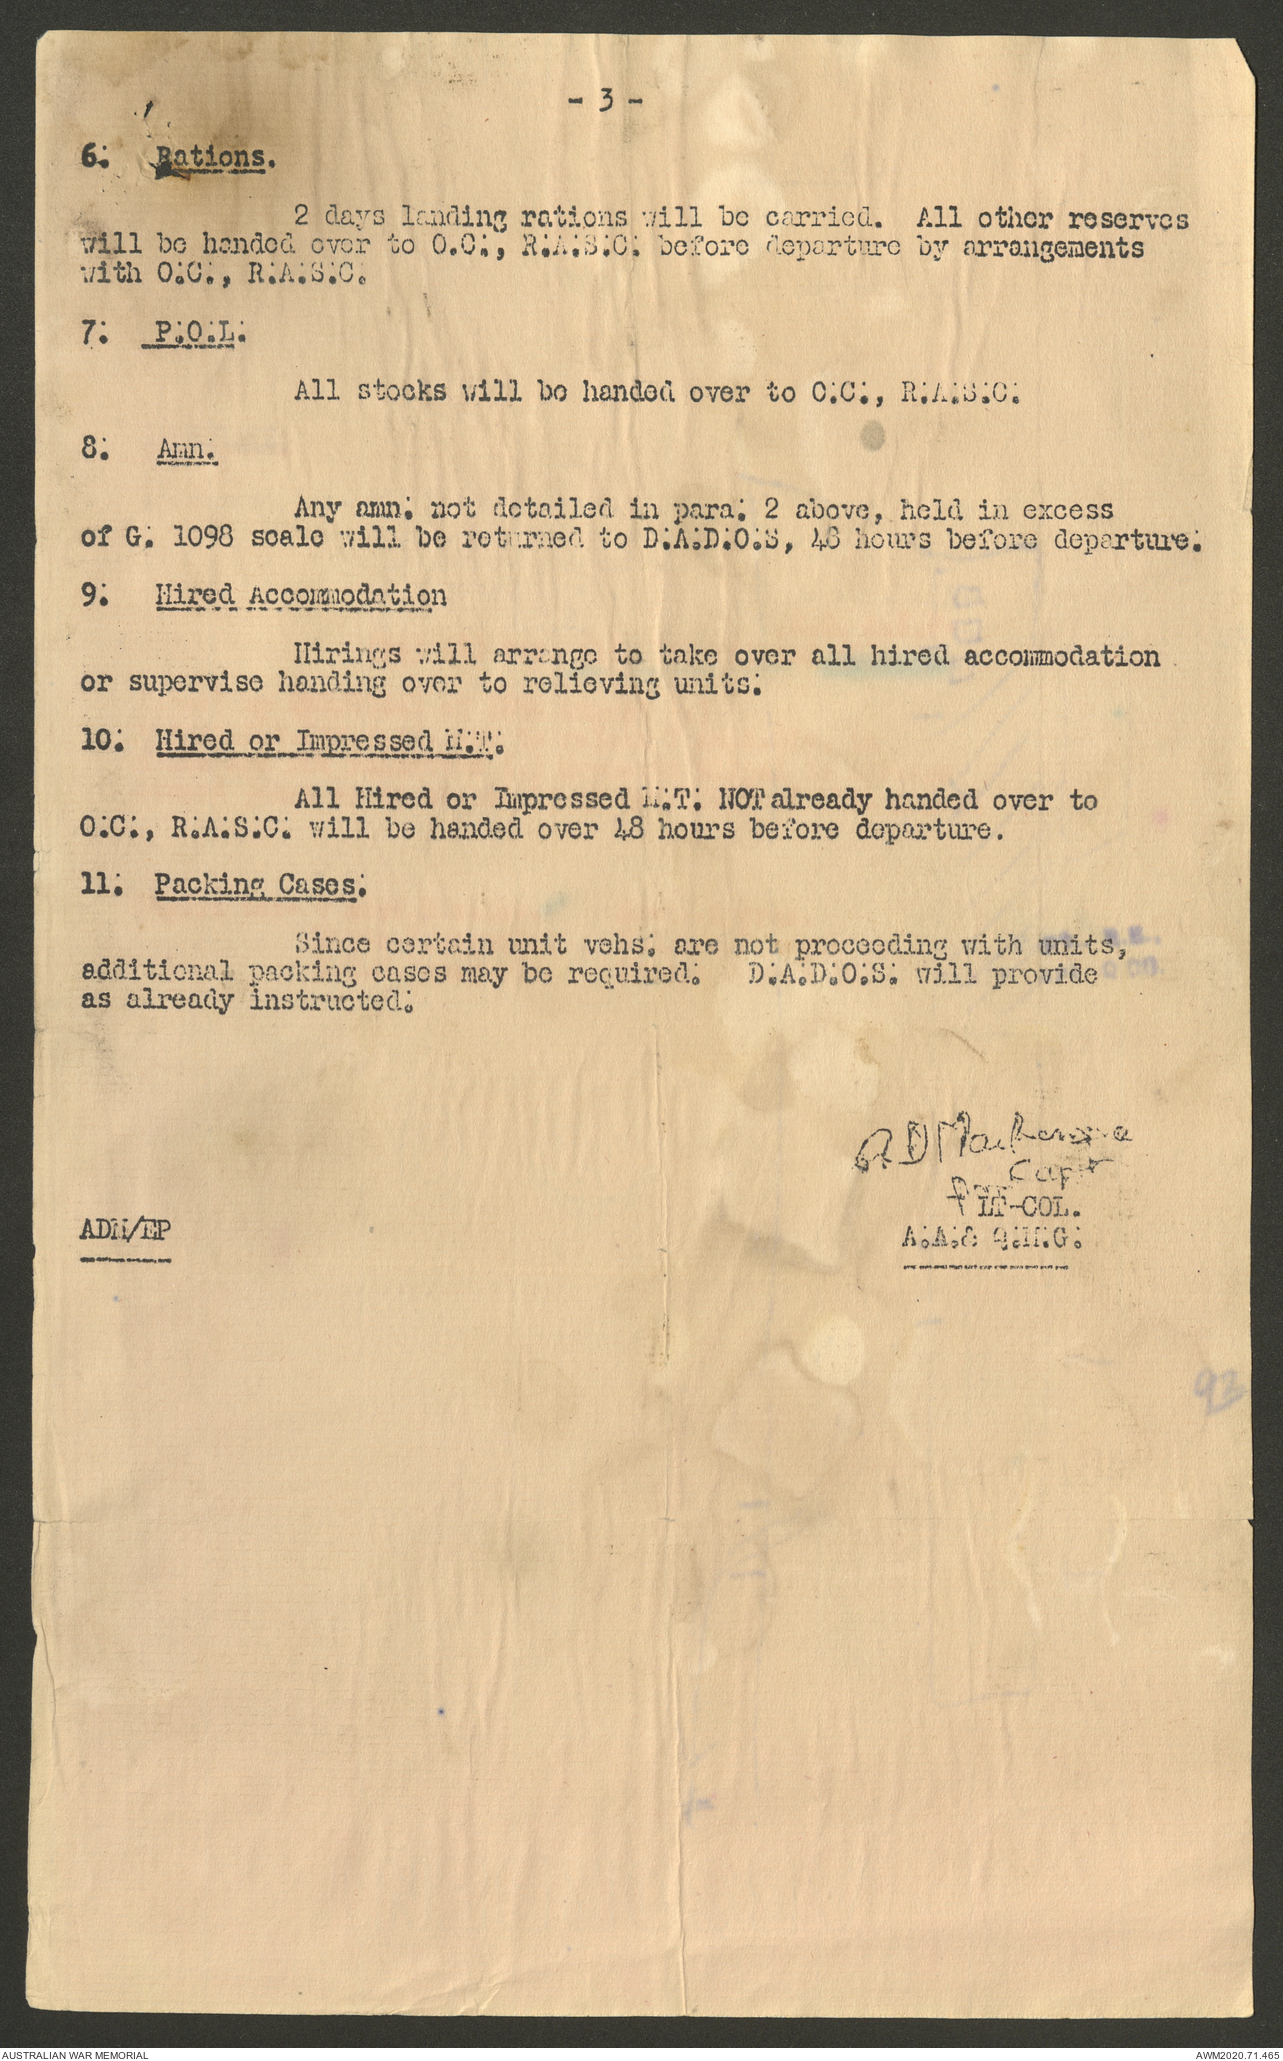 - 3 -
6. Rations.
2 days landing rations will be carried. All other reserves
will be handed over to O.C., R.A.S.C. before departure by arrangements
with O.C., R.A.S.C.
7. P.O.L.
All stocks will be handed over to O.C., R.A.S.C.
8. Amn.
Any amn. not detailed in para. 2 above, held in excess
of G. 1098 scale will be returned to D.A.D.O.S, 48 hours before departure.
9. Hired Accommodation
Hirings will arrange to take over all hired accommodation
or supervise handing over to relieving units.
10. Hired or Impressed M.T.
All Hired or Impressed M.T. NOT already handed over to
O.C., R.A.S.C. will be handed over 48 hours before departure.
11. Packing Cases.
Since certain unit vehs. are not proceeding with units,
additional packing cases may be required. D.A.D.O.S. will provide
as already instructed.
ADMackenzie
Capt
for LT-COL.
ADM/EP
A.A.& Q.M.G.
93
AUSTRALIAN WAR MEMORIAL
AWM2020.71.465